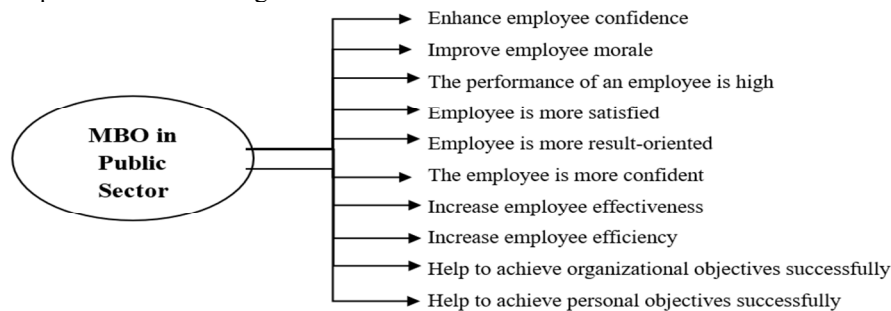 Enhance employee confidence
Improve employee morale
The performance of an employee is high
Employee is more satisfied
Employee is more result-oriented
The employee is more confident
Increase employee effectiveness
Increase employee efficiency
Help to achieve organizational objectives successfully
Help to achieve personal objectives successfully
MBO in
Public
Sector